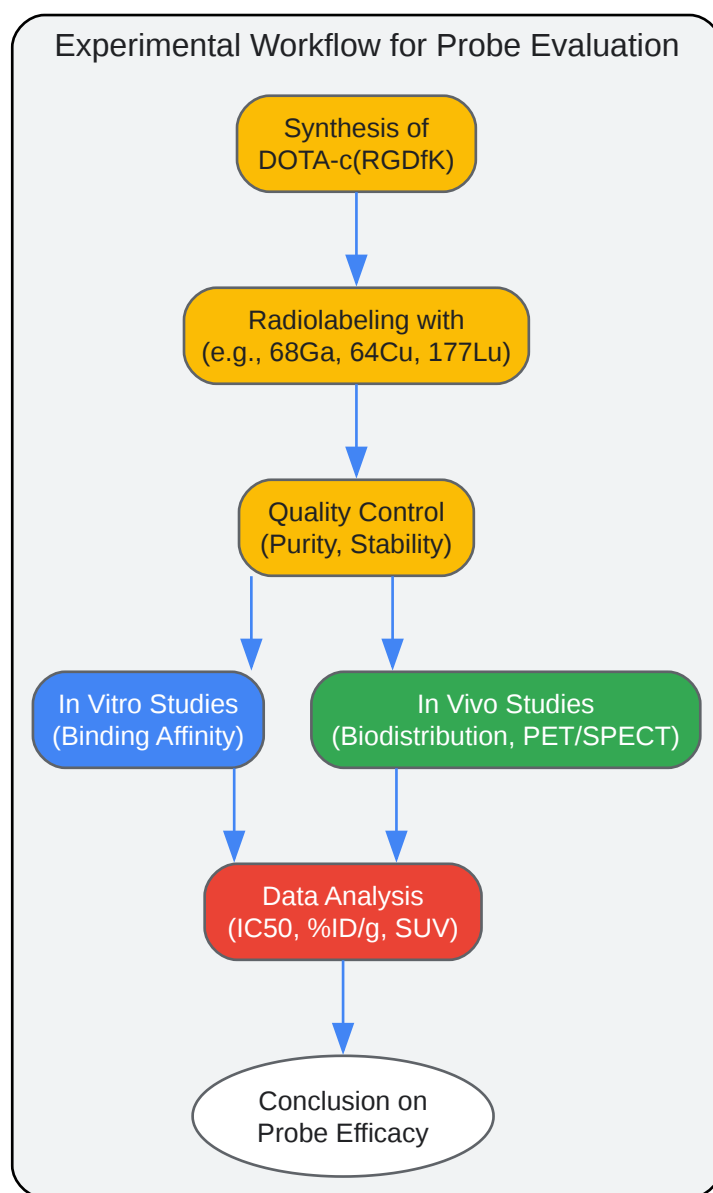 Experimental Workflow for Probe Evaluation
Synthesis of
DOTA-c(RGDfK)
Radiolabeling with
(e.g., 68Ga, 64Cu, 177Lu)
Quality Control
(Purity, Stability)
In Vitro Studies
(Binding Affinity)
In Vivo Studies
(Biodistribution, PET/SPECT)
Data Analysis
(IC50, %ID/g, SUV)
Conclusion on
Probe Efficacy